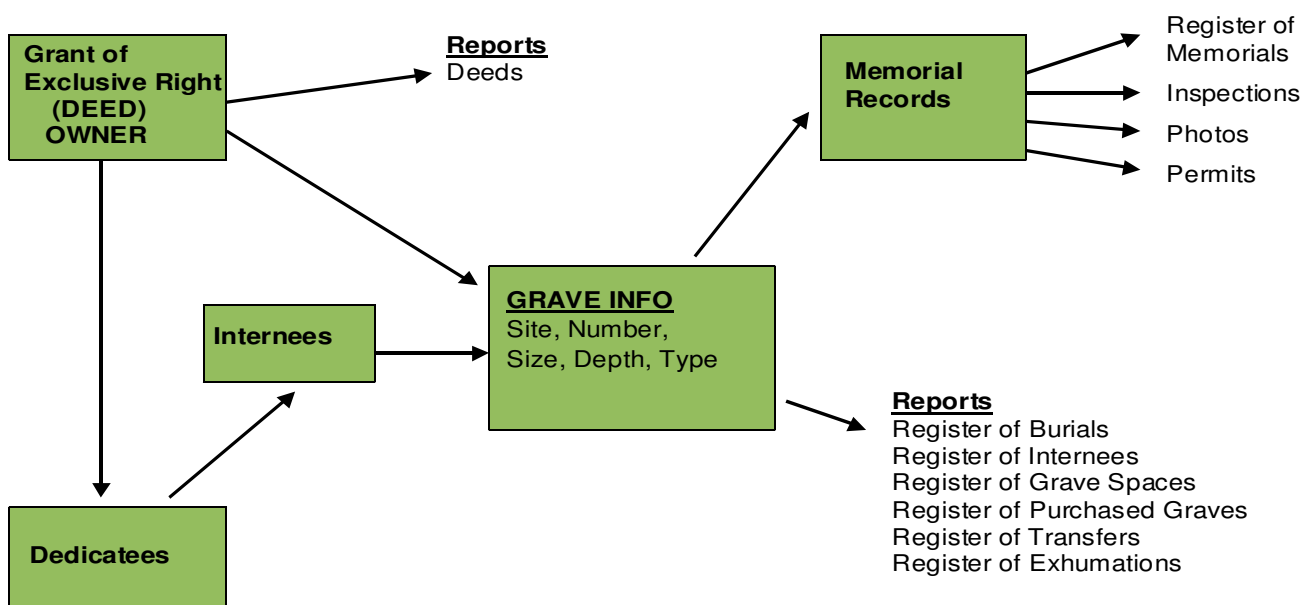 Grant of
Exclusive Right
(DEED)
OWNER
Reports
Deeds
Memorial
Records
Register of
Memorials
Inspections
Photos
Permits
Internees
GRAVE INFO
Site, Number,
Size, Depth, Type
Reports
Register of Burials
Register of Internees
Register of Grave Spaces
Register of Purchased Graves
Register of Transfers
Register of Exhumations
Dedicatees